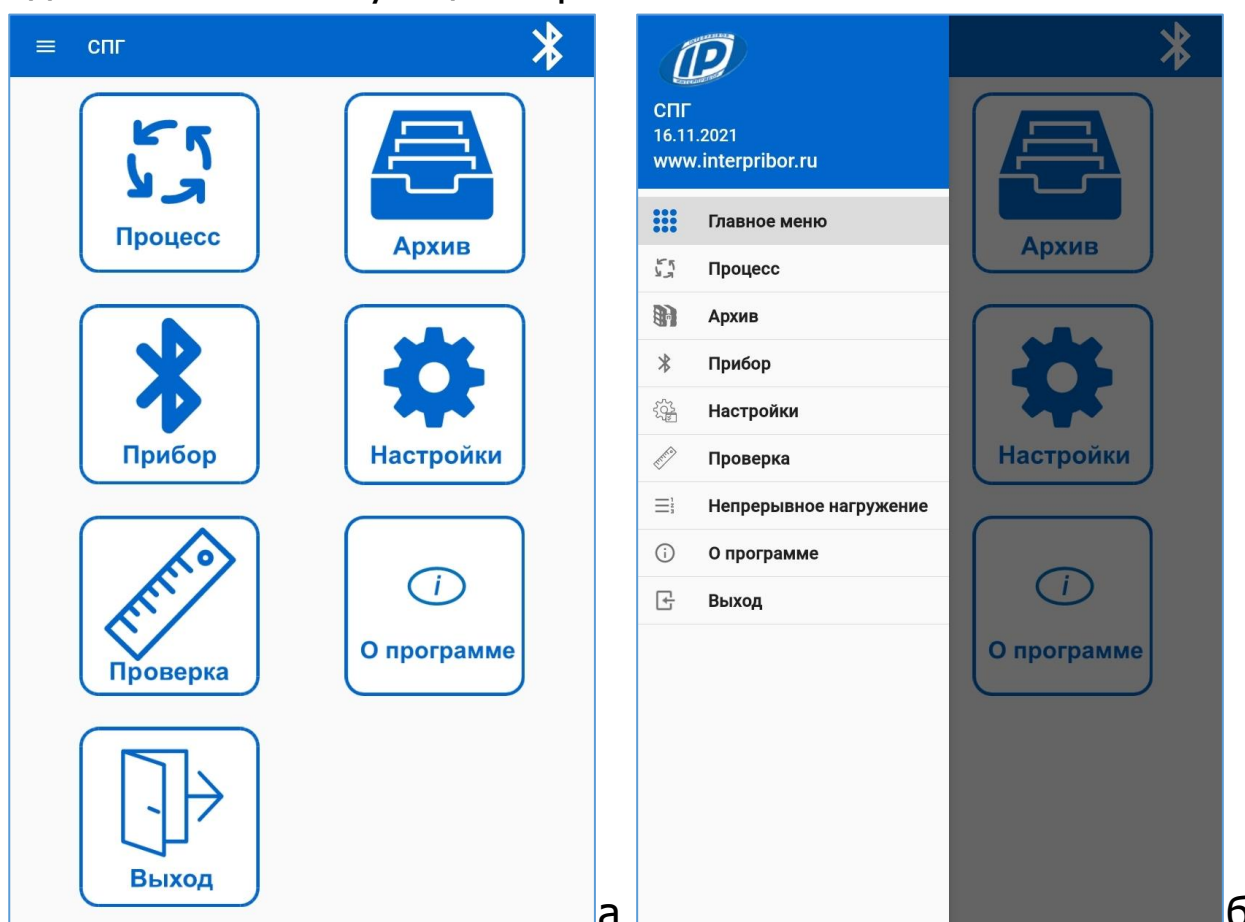 СПГ
Процесс
Архив
Прибор
Настройки
Проверка
О программе
Выход
а
IP
СПГ
16.11.2021
www.interpribor.ru
Главное меню
Процесс
Архив
Прибор
Настройки
Проверка
Непрерывное нагружение
О программе
Выход
Архив
Настройки
О программе
б